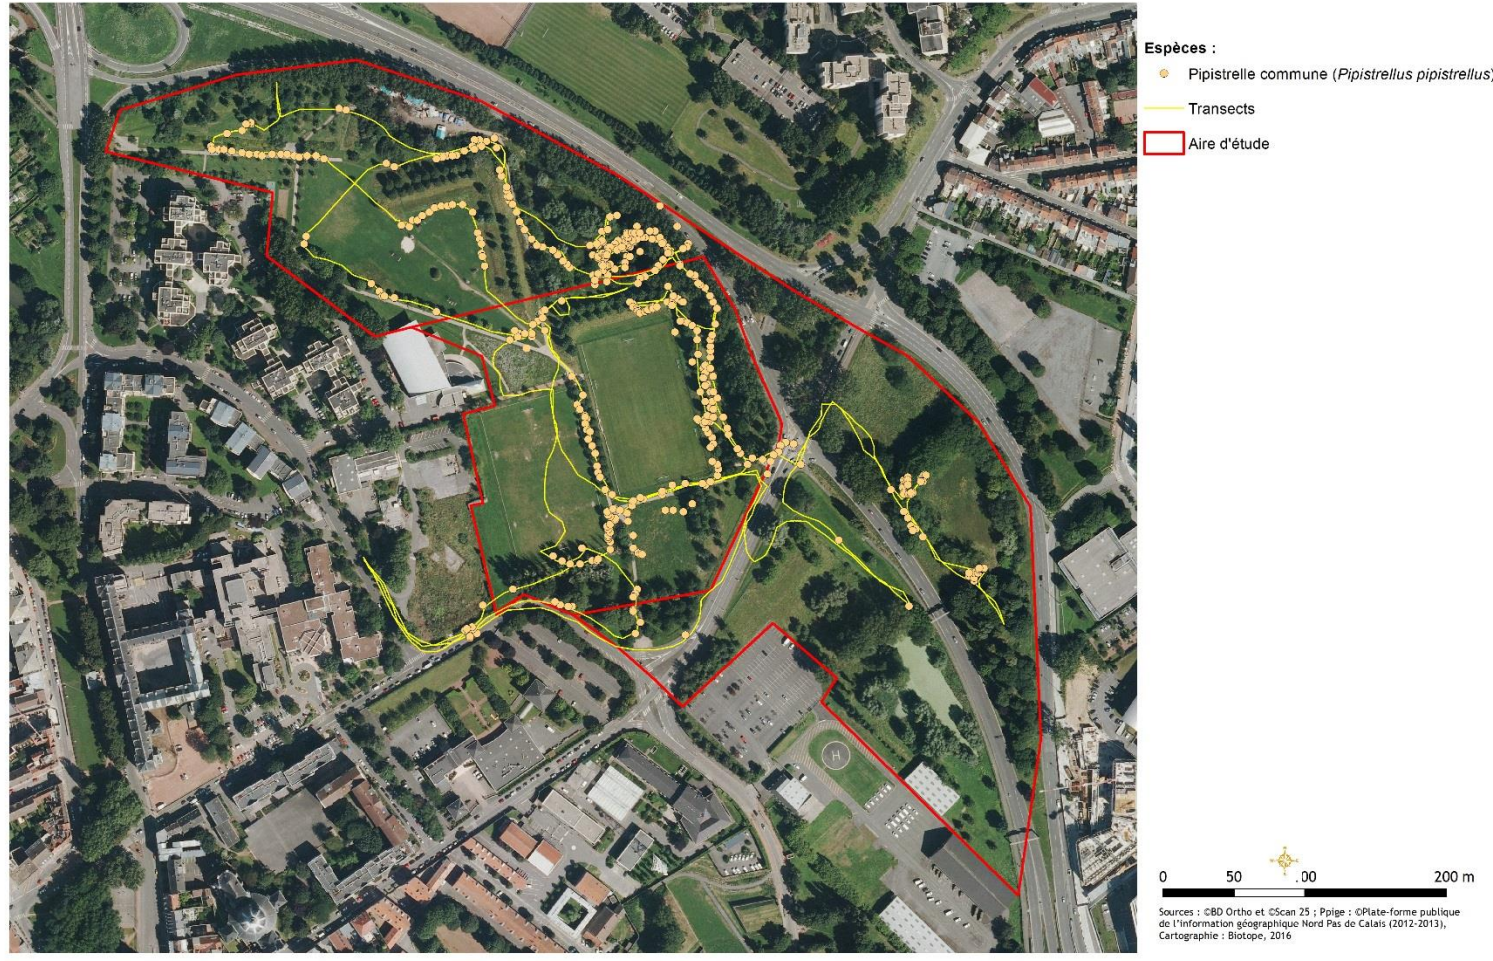 Espèces :
Pipistrelle commune (Pipistrellus pipistrellus)
Transects
Aire d'étude
H
0 50 00 200 m
Sources : ©BD Ortho et ©Scan 25 ; Ppige : ©Plate-forme publique
de l'information géographique Nord Pas de Calais (2012-2013),
Cartographie : Biotope, 2016